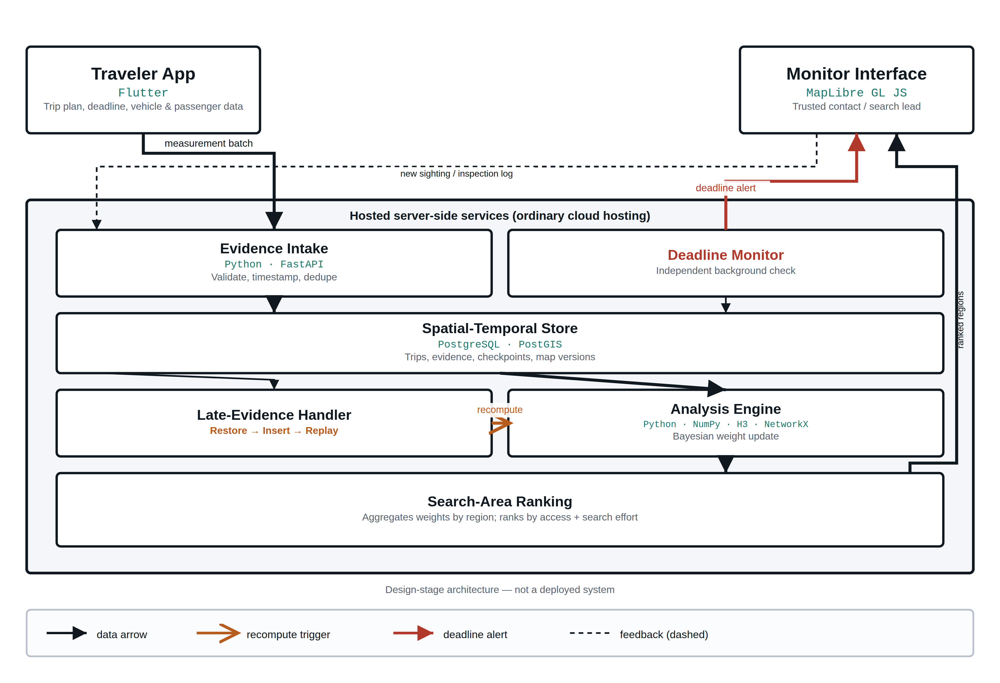 Traveler App
Flutter
Trip plan, deadline, vehicle & passenger data
Monitor Interface
MapLibre GL JS
Trusted contact / search lead
measurement batch
new sighting / inspection log
deadline alert
Hosted server-side services (ordinary cloud hosting)
Evidence Intake
Python · FastAPI
Validate, timestamp, dedupe
Deadline Monitor
Independent background check
ranked regions
Spatial-Temporal Store
PostgreSQL · PostGIS
Trips, evidence, checkpoints, map versions
Late-Evidence Handler
Restore → Insert → Replay
recompute
Analysis Engine
Python · NumPy · H3 · NetworkX
Bayesian weight update
Search-Area Ranking
Aggregates weights by region; ranks by access + search effort
Design-stage architecture — not a deployed system
data arrow
recompute trigger
deadline alert
feedback (dashed)